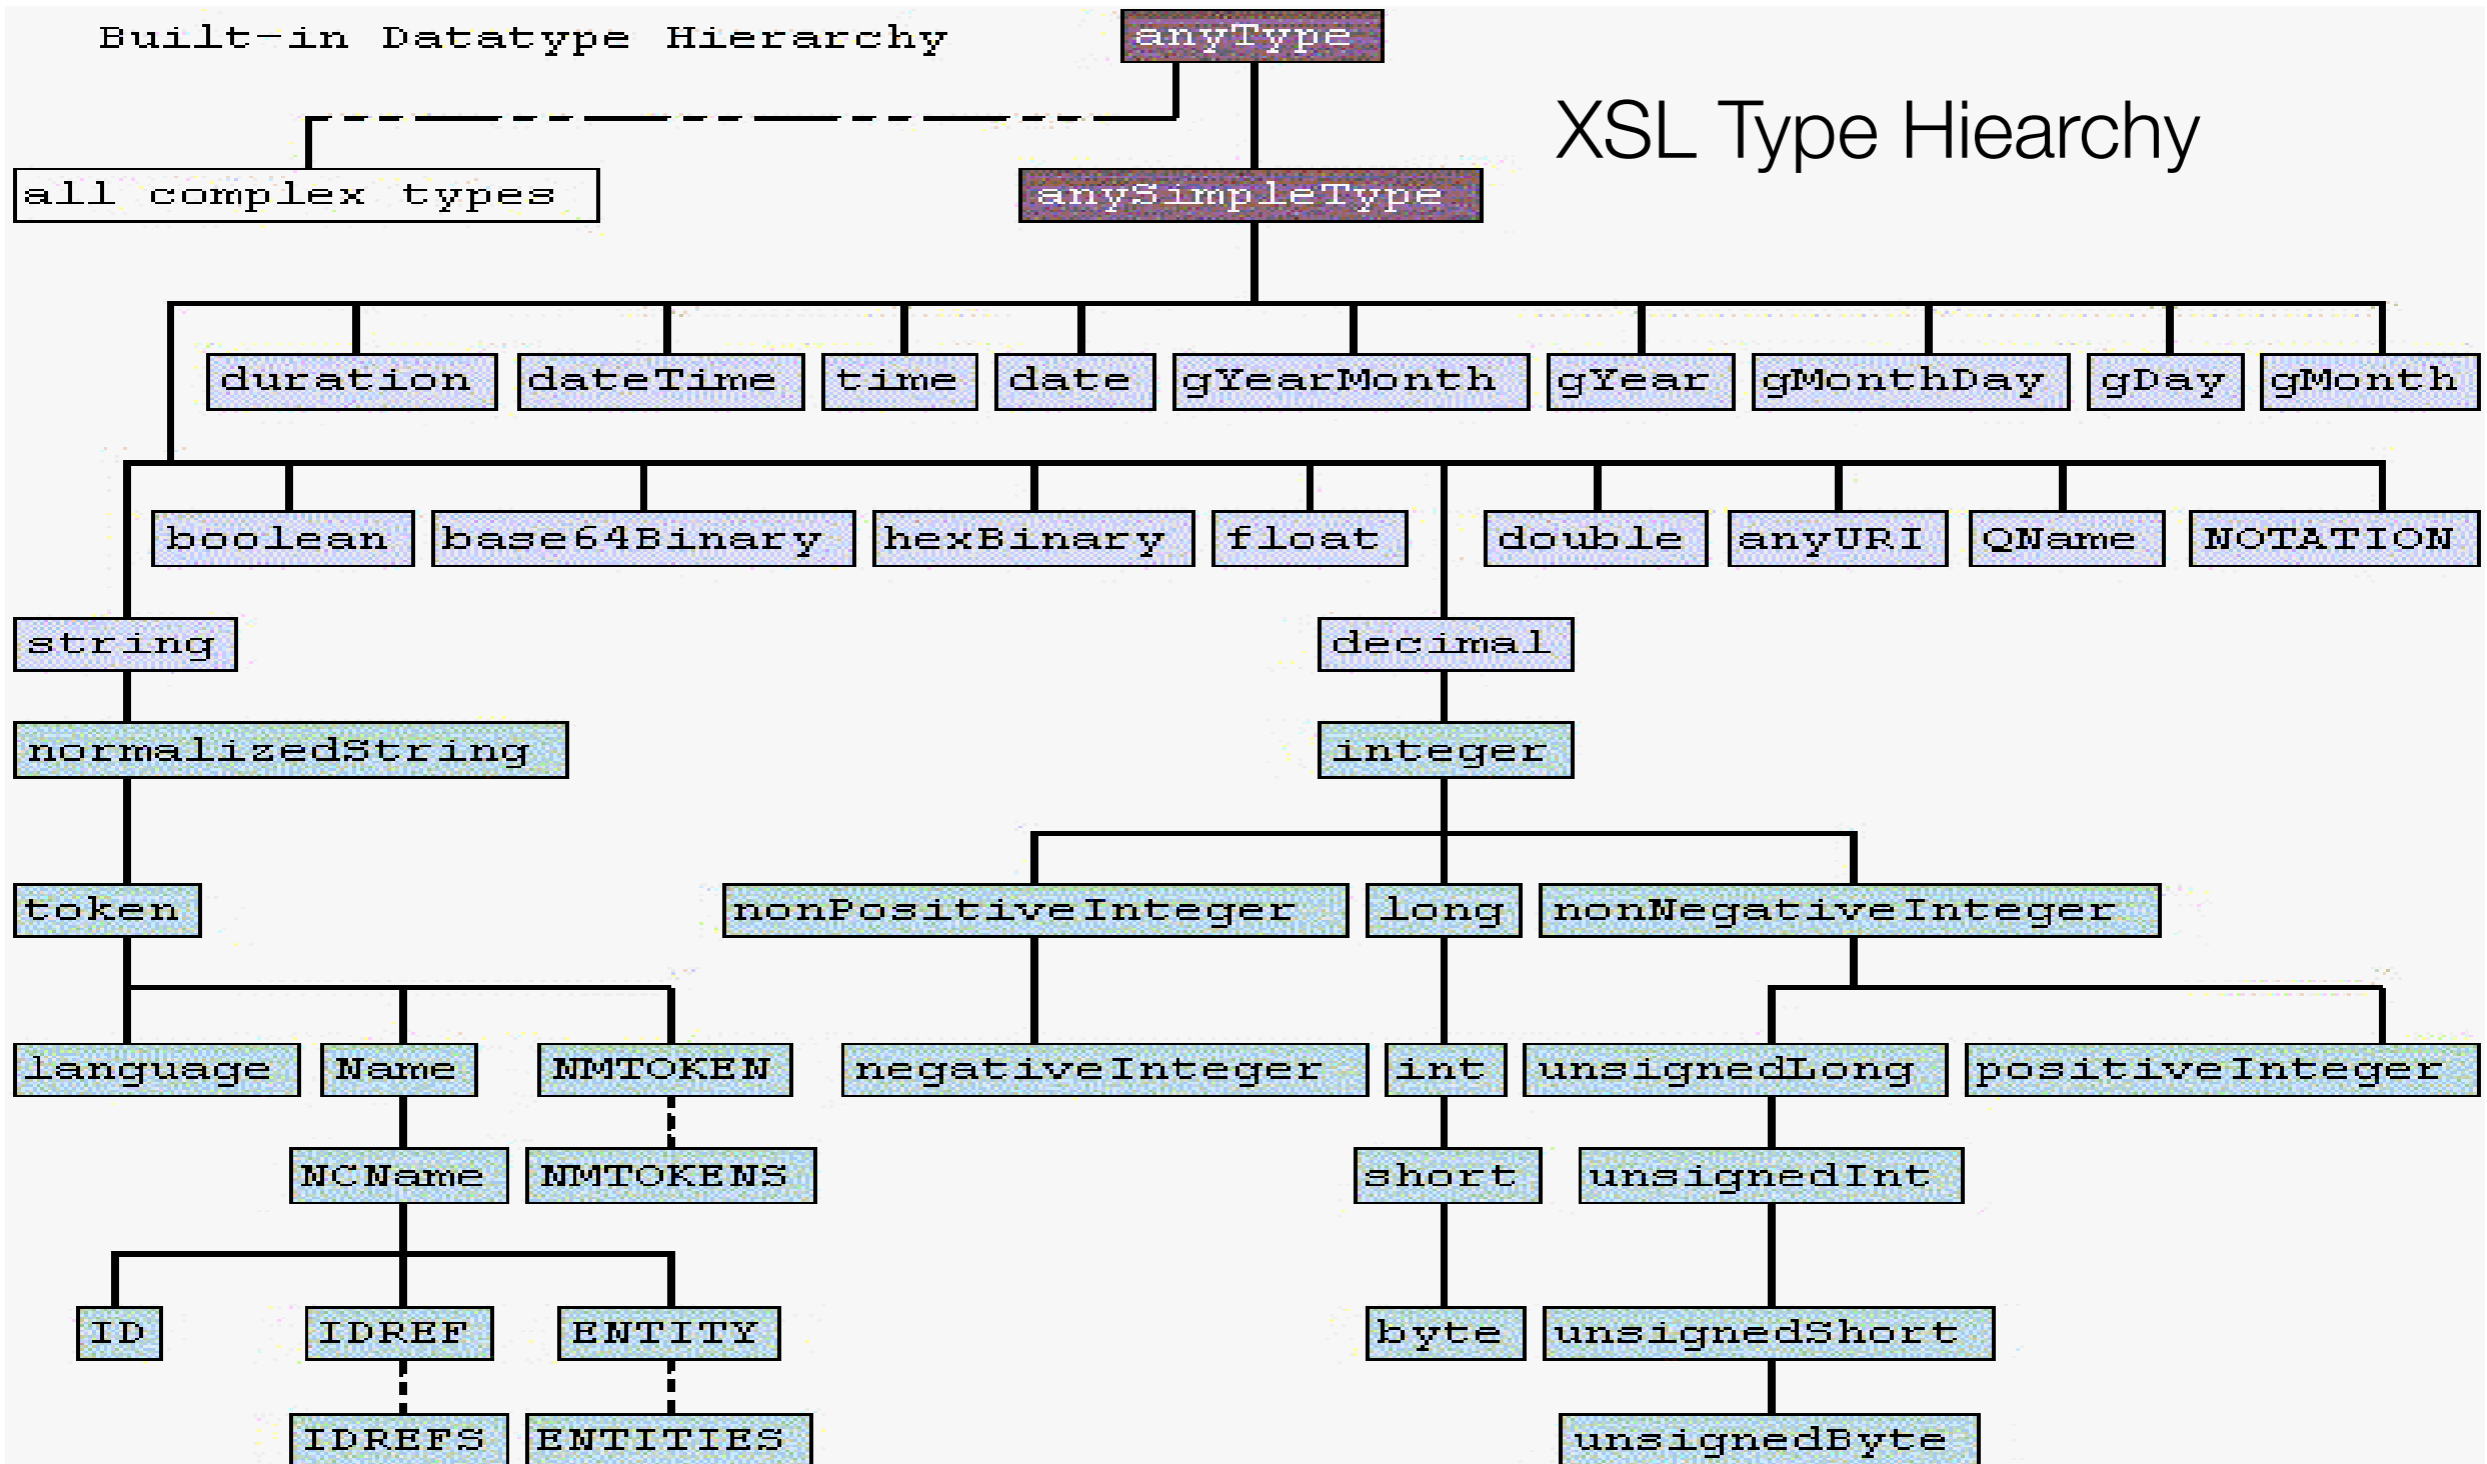 Built-in Datatype Hierarchy
anyType
XSL Type Hiearchy
all complex types
anySimpleType
duration dateTime time date gYearMonth gYear gMonthDay gDay gMonth
boolean base64Binary hexBinary float double anyURI QName NOTATION
string decimal
normalizedString integer
token nonPositiveInteger long nonNegativeInteger
language Name NMTOKEN negativeInteger int unsignedLong positiveInteger
NCName NMTOKENS short unsignedInt
ID IDREF ENTITY byte unsignedShort
IDREFS ENTITIES unsignedByte